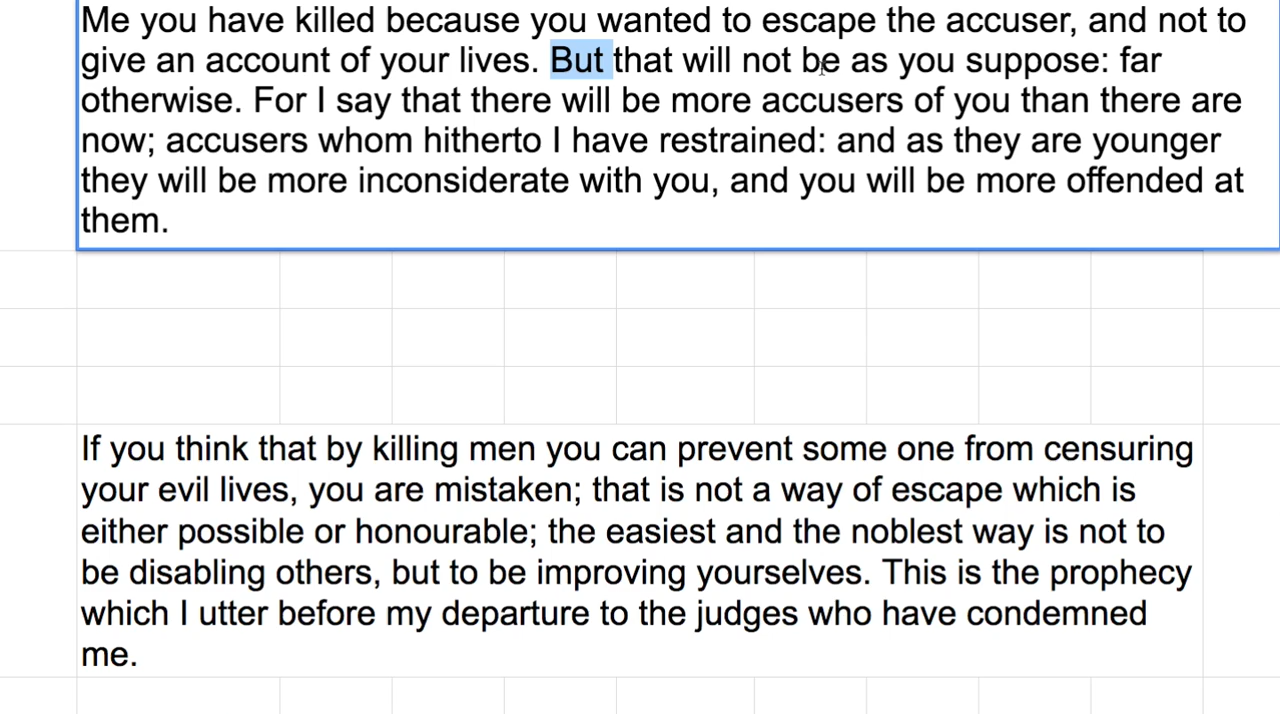 Me you have killed because you wanted to escape the accuser, and not to
give an account of your lives. But that will not be as you suppose: far
otherwise. For I say that there will be more accusers of you than there are
now; accusers whom hitherto I have restrained: and as they are younger
they will be more inconsiderate with you, and you will be more offended at
them.
If you think that by killing men you can prevent some one from censuring
your evil lives, you are mistaken; that is not a way of escape which is
either possible or honourable; the easiest and the noblest way is not to
be disabling others, but to be improving yourselves. This is the prophecy
which I utter before my departure to the judges who have condemned
me.